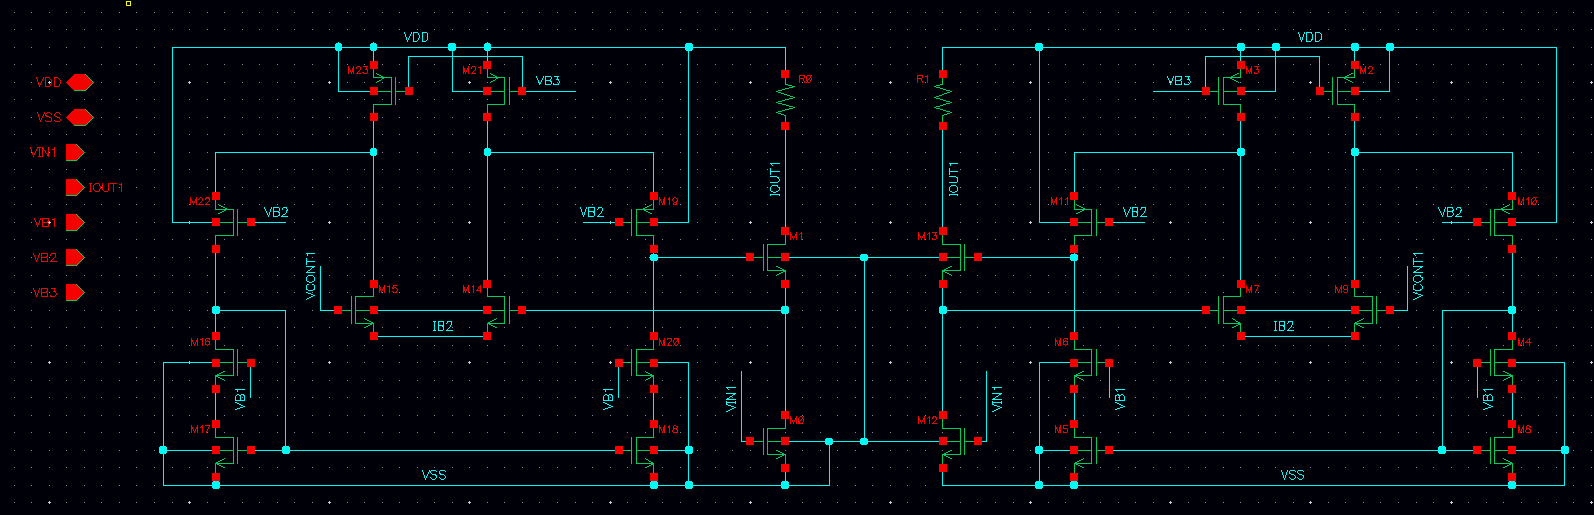 VDD
VDD
M23
M21
VB3
R0
R1
VB3
M3
M2
VDD
VSS
VIN1
IOUT1
IOUT1
IOUT1
M22
VB2
VB2
M19
M11
VB2
VB2
M10
VB1
M1
M13
VB2
VCONT1
VCONT1
VB3
M15
M14
M7
M9
IB2
IB2
M16
M20
M6
M4
VB1
VB1
VIN1
VIN1
VB1
VB1
M17
M18
M0
M12
M5
VSS
VSS